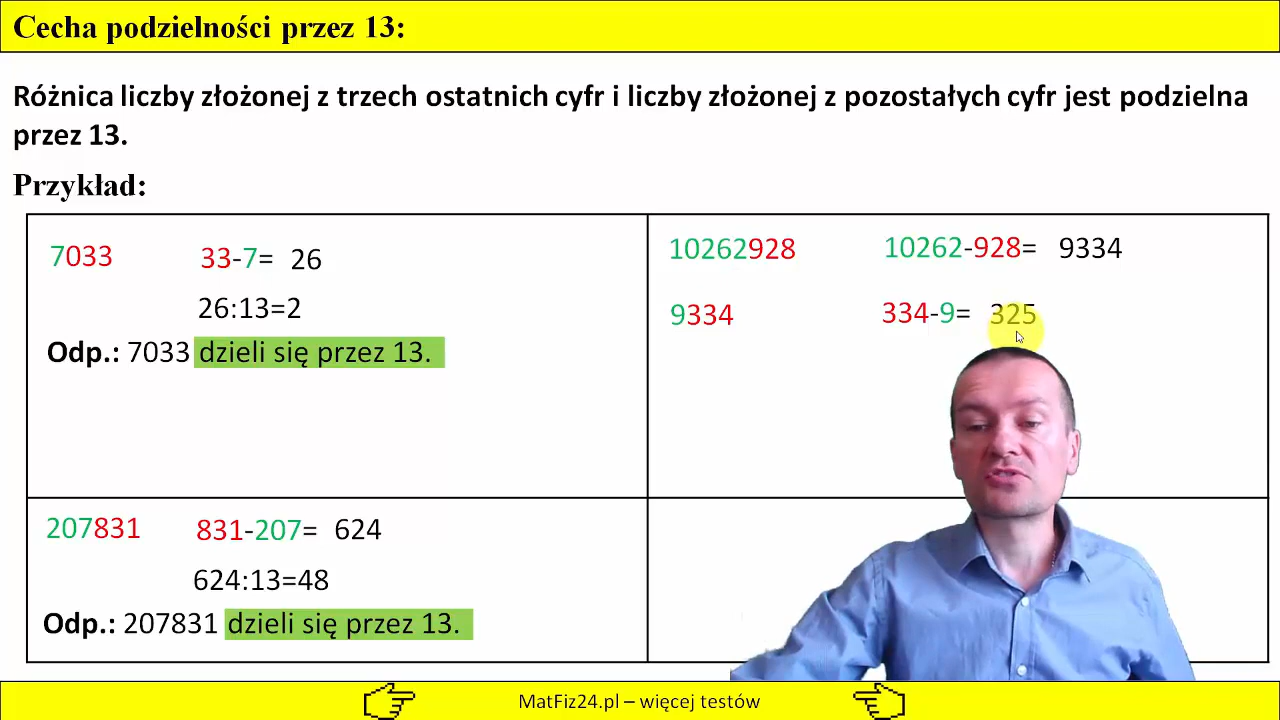 Cecha podzielności przez 13:
Różnica liczby złożonej z trzech ostatnich cyfr i liczby złożonej z pozostałych cyfr jest podzielna
przez 13.
Przykład:
7033 33-7= 26
26:13=2
Odp.: 7033 dzieli się przez 13.
10262928 10262-928= 9334
9334 334-9= 325
207831 831-207= 624
624:13=48
Odp.: 207831 dzieli się przez 13.
MatFiz24.pl – więcej testów